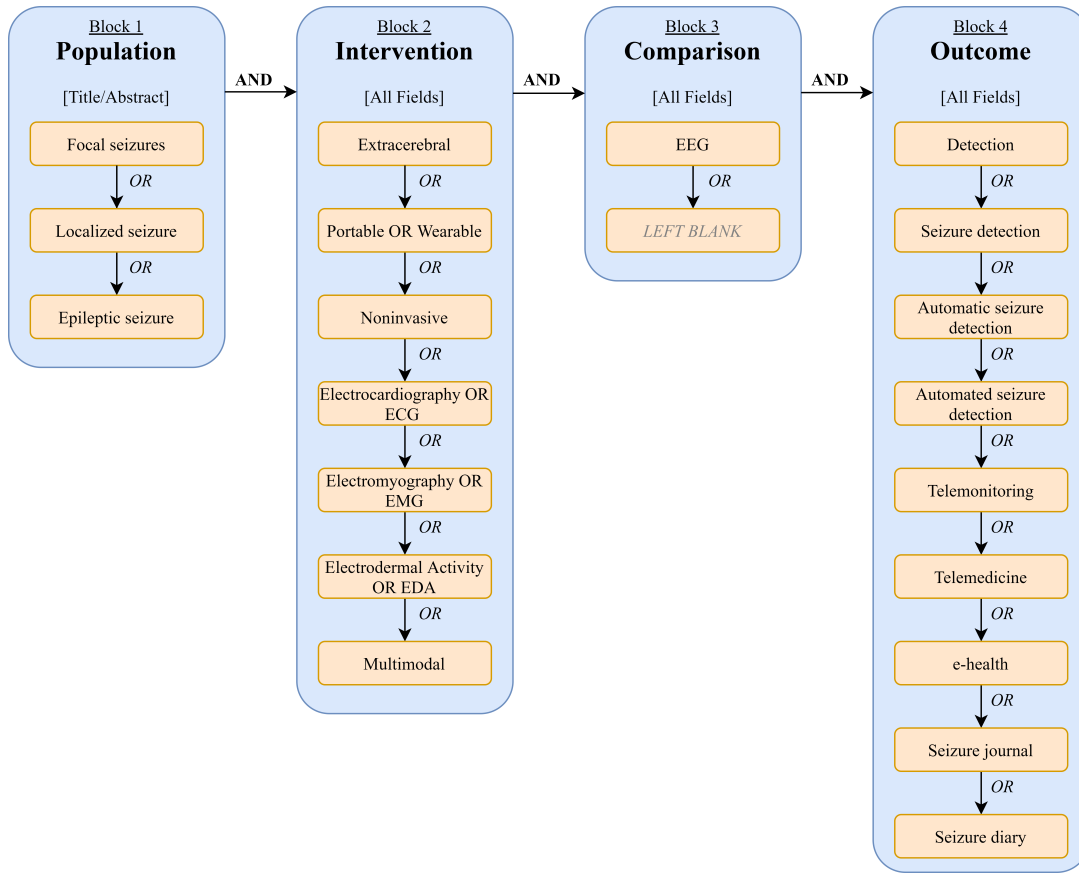 Block 1
Population
[Title/Abstract]
Focal seizures
OR
Localized seizure
OR
Epileptic seizure
AND
Block 2
Intervention
[All Fields]
Extracerebral
OR
Portable OR Wearable
OR
Noninvasive
OR
Electrocardiography OR
ECG
OR
Electromyography OR
EMG
OR
Electrodermal Activity
OR EDA
OR
Multimodal
AND
Block 3
Comparison
[All Fields]
EEG
OR
LEFT BLANK
AND
Block 4
Outcome
[All Fields]
Detection
OR
Seizure detection
OR
Automatic seizure
detection
OR
Automated seizure
detection
OR
Telemonitoring
OR
Telemedicine
OR
e-health
OR
Seizure journal
OR
Seizure diary